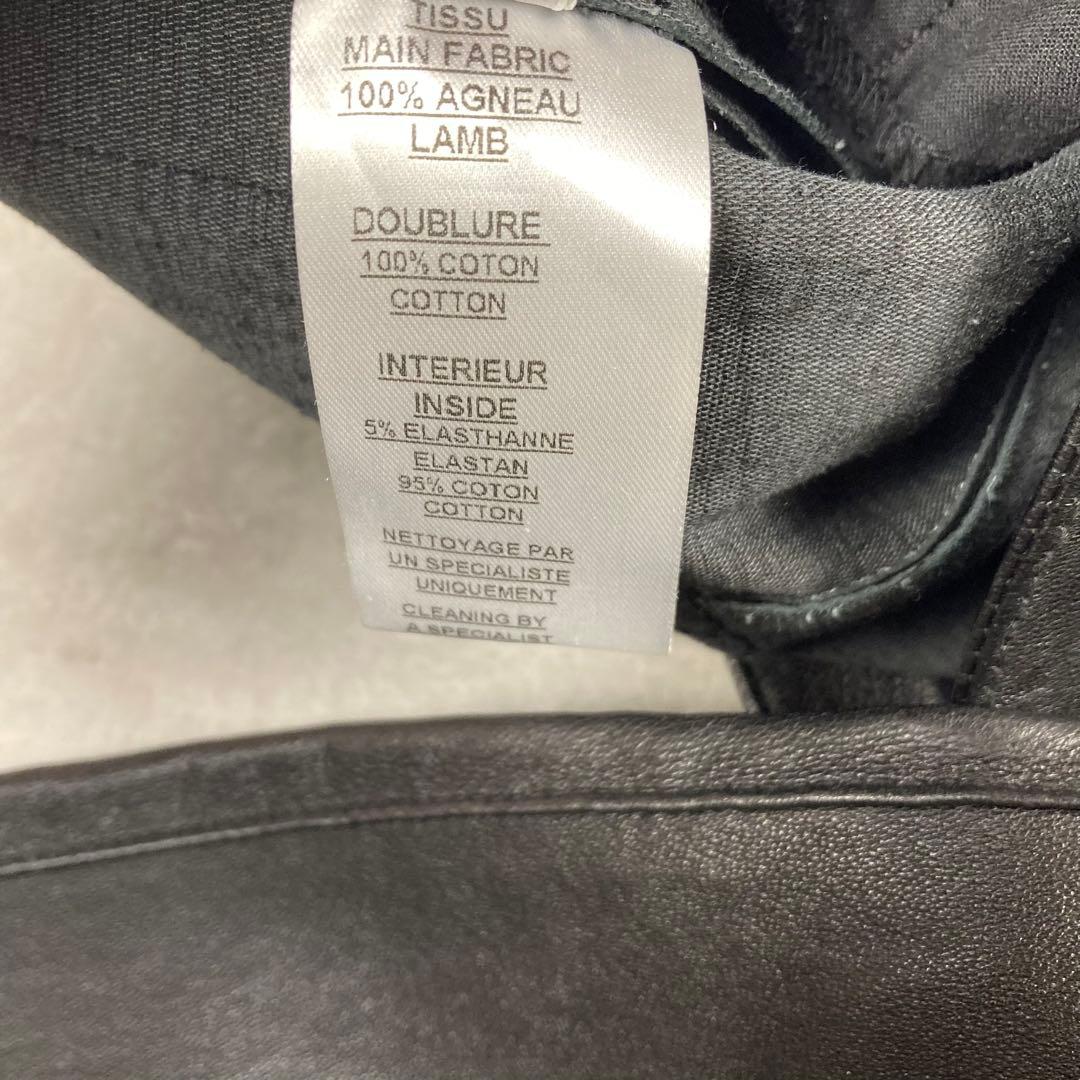 TISSU
MAIN FABRIC
100% AGNEAU
LAMB
DOUBLURE
100% COTON
COTTON
INTERIEUR
INSIDE
5% ELASTHANNE
ELASTAN
95% COTON
COTTON
NETTOYAGE PAR
UN SPECIALISTE
UNIQUEMENT
CLEANING BY
A SPECIALIST